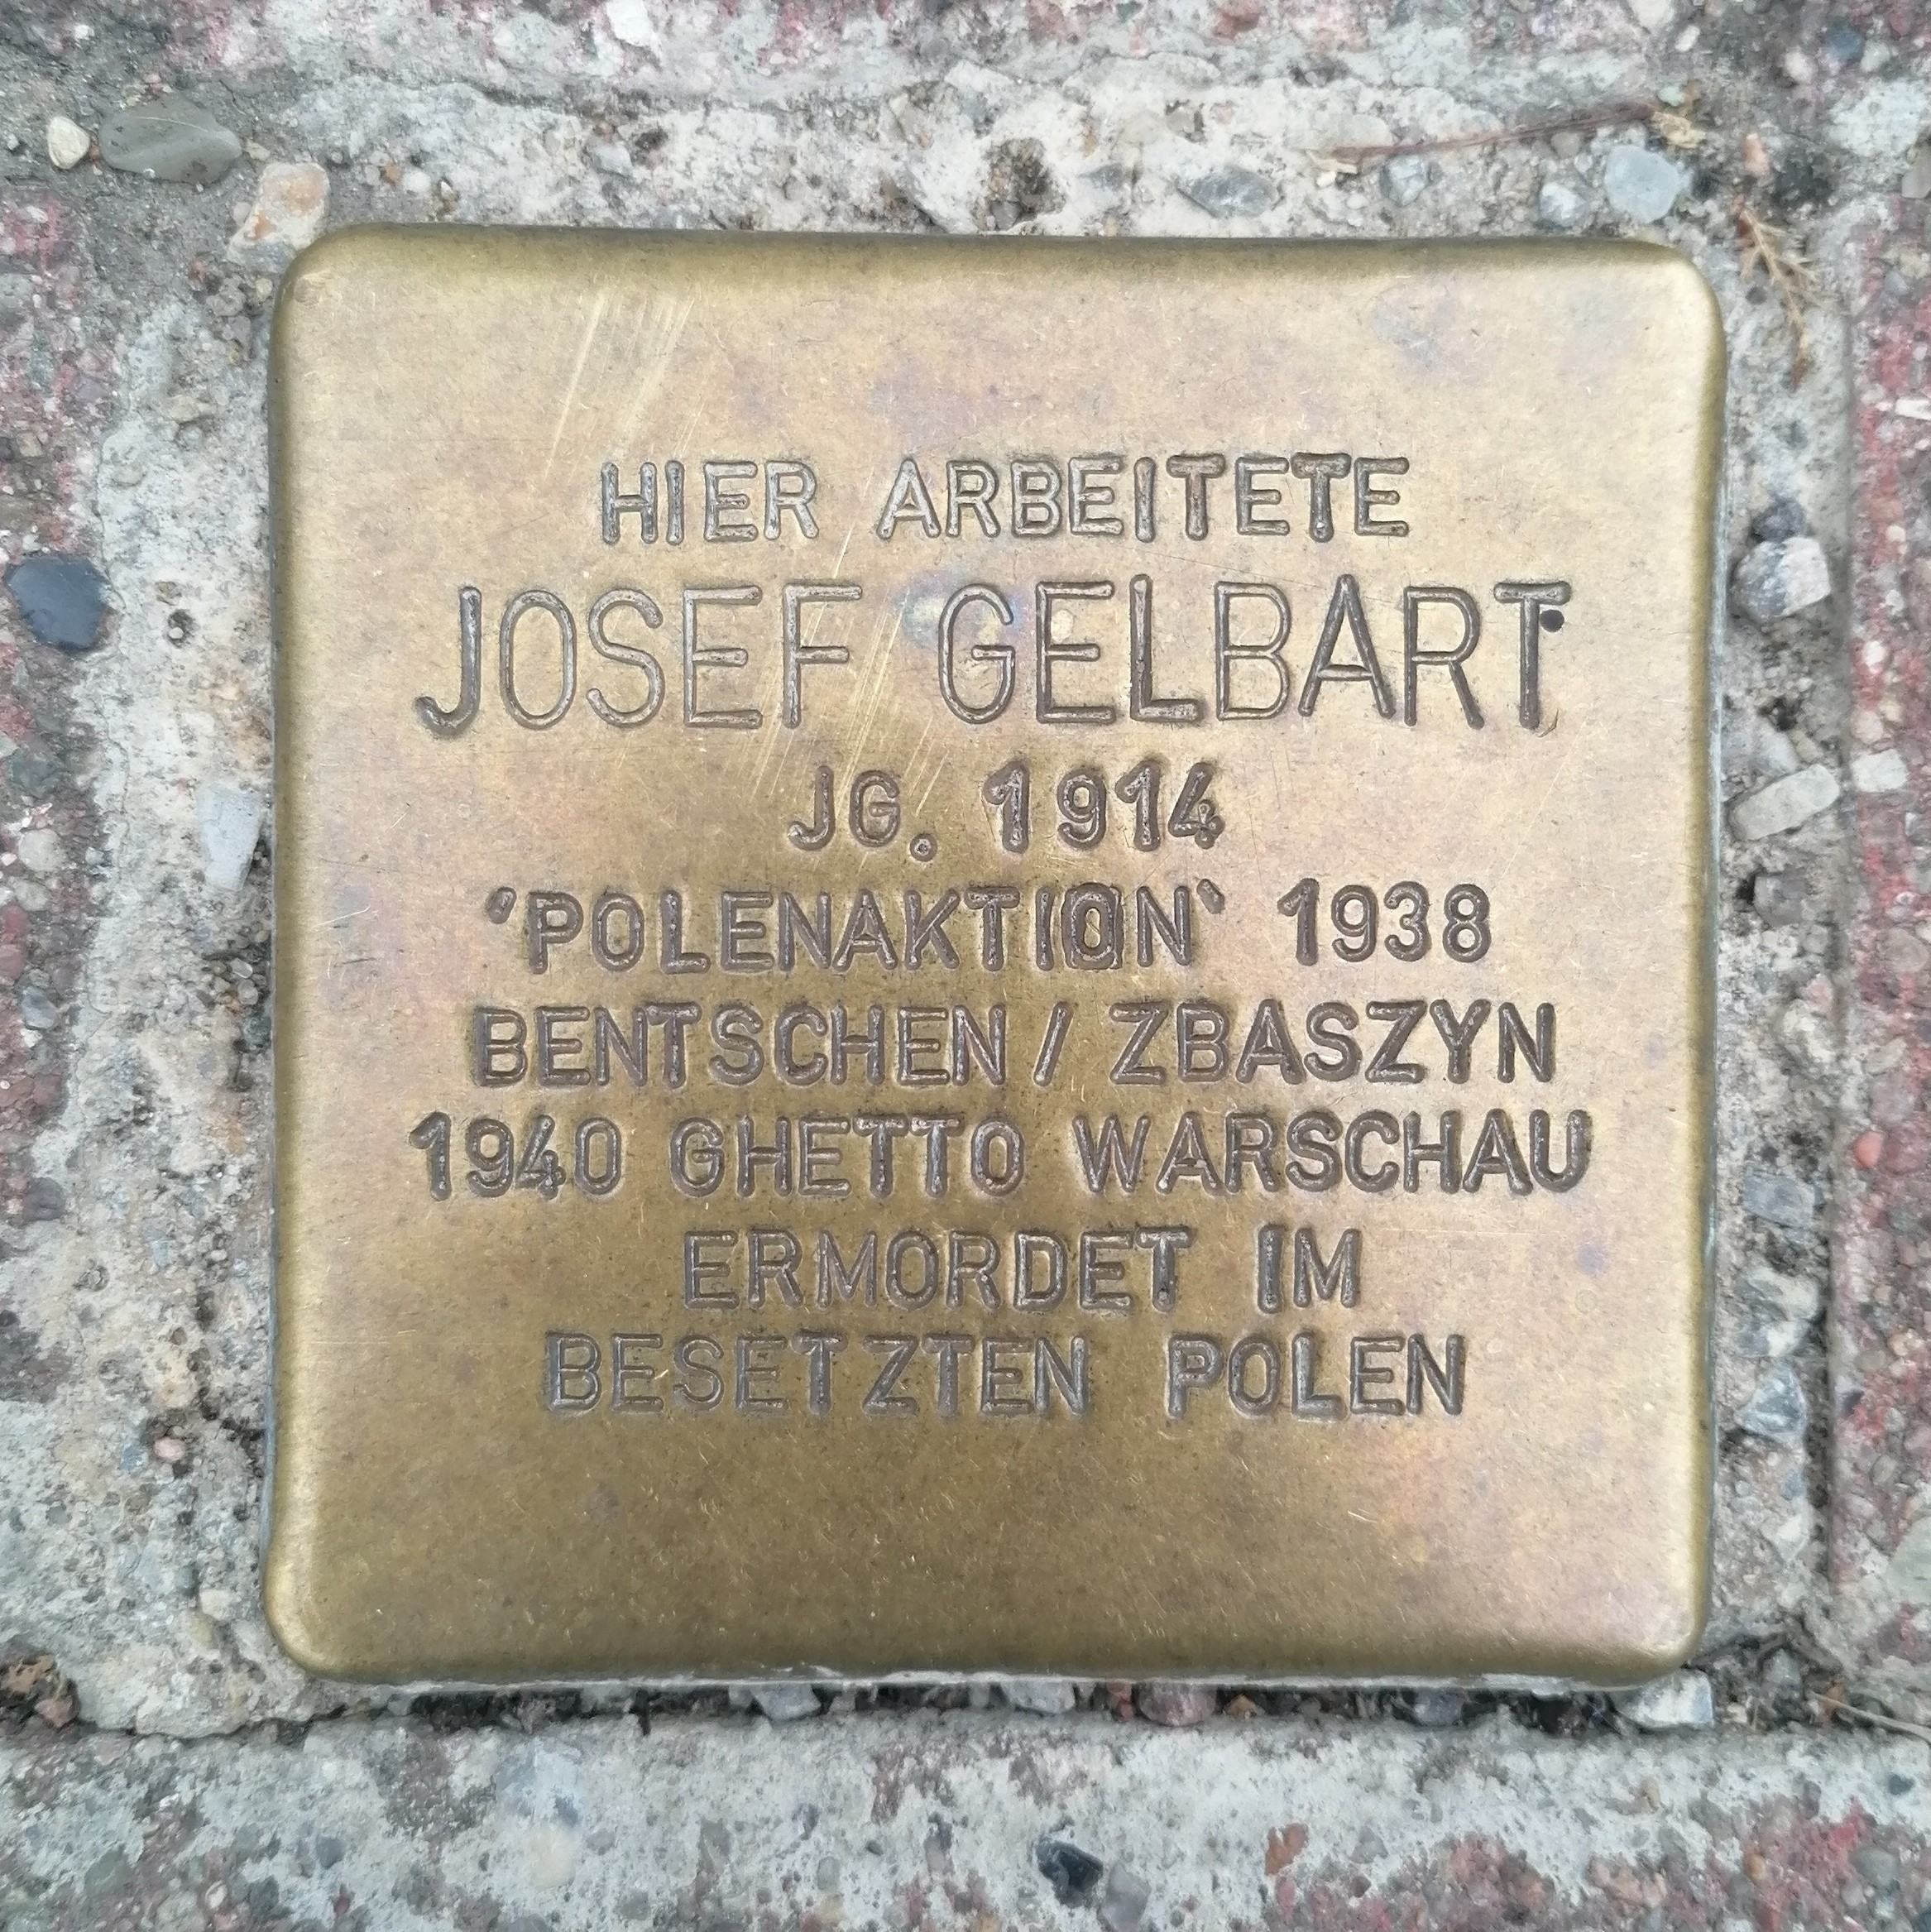 HIER ARBEITETE
JOSEF GELBART
JG. 1914
'POLENAKTION' 1938
BENTSCHEN / ZBASZYN
1940 GHETTO WARSCHAU
ERMORDET IM
BESETZTEN POLEN